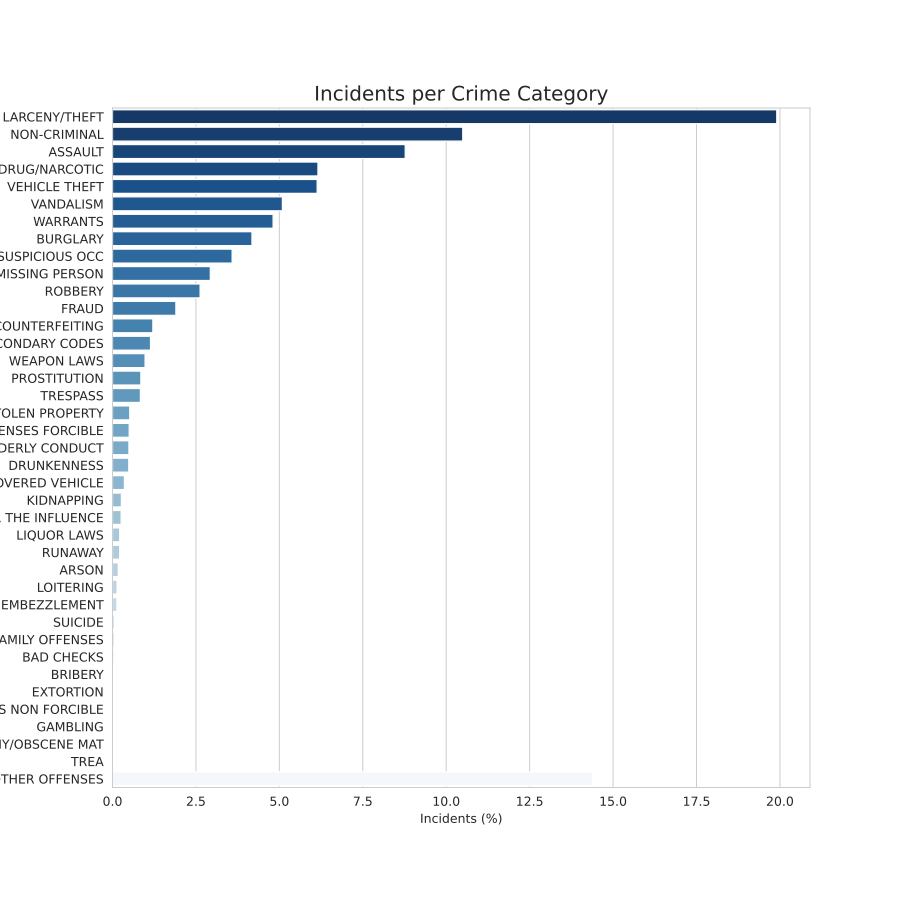 Incidents per Crime Category
LARCENY/THEFT
NON-CRIMINAL
ASSAULT
DRUG/NARCOTIC
VEHICLE THEFT
VANDALISM
WARRANTS
BURGLARY
SUSPICIOUS OCC
MISSING PERSON
ROBBERY
FRAUD
COUNTERFEITING
CONDARY CODES
WEAPON LAWS
PROSTITUTION
TRESPASS
TOLEN PROPERTY
ENSES FORCIBLE
DERLY CONDUCT
DRUNKENNESS
OVERED VEHICLE
KIDNAPPING
THE INFLUENCE
LIQUOR LAWS
RUNAWAY
ARSON
LOITERING
EMBEZZLEMENT
SUICIDE
AMILY OFFENSES
BAD CHECKS
BRIBERY
EXTORTION
S NON FORCIBLE
GAMBLING
HY/OBSCENE MAT
TREA
OTHER OFFENSES
0.0 2.5 5.0 7.5 10.0 12.5 15.0 17.5 20.0
Incidents (%)